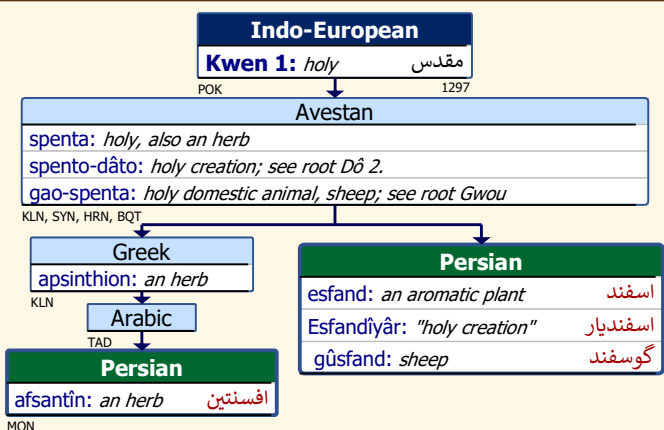 Indo-European
Kwen 1: holy مقدس
POK 1297
Avestan
spenta: holy, also an herb
spento-dâto: holy creation; see root Dô 2.
gao-spenta: holy domestic animal, sheep; see root Gwou
KLN, SYN, HRN, BQT
Greek
apsinthion: an herb
KLN
Arabic
TAD
Persian
afsantîn: an herb افسنتین
MON
Persian
esfand: an aromatic plant اسفند
Esfandîyâr: "holy creation" اسفندیار
gûsfand: sheep گوسفند